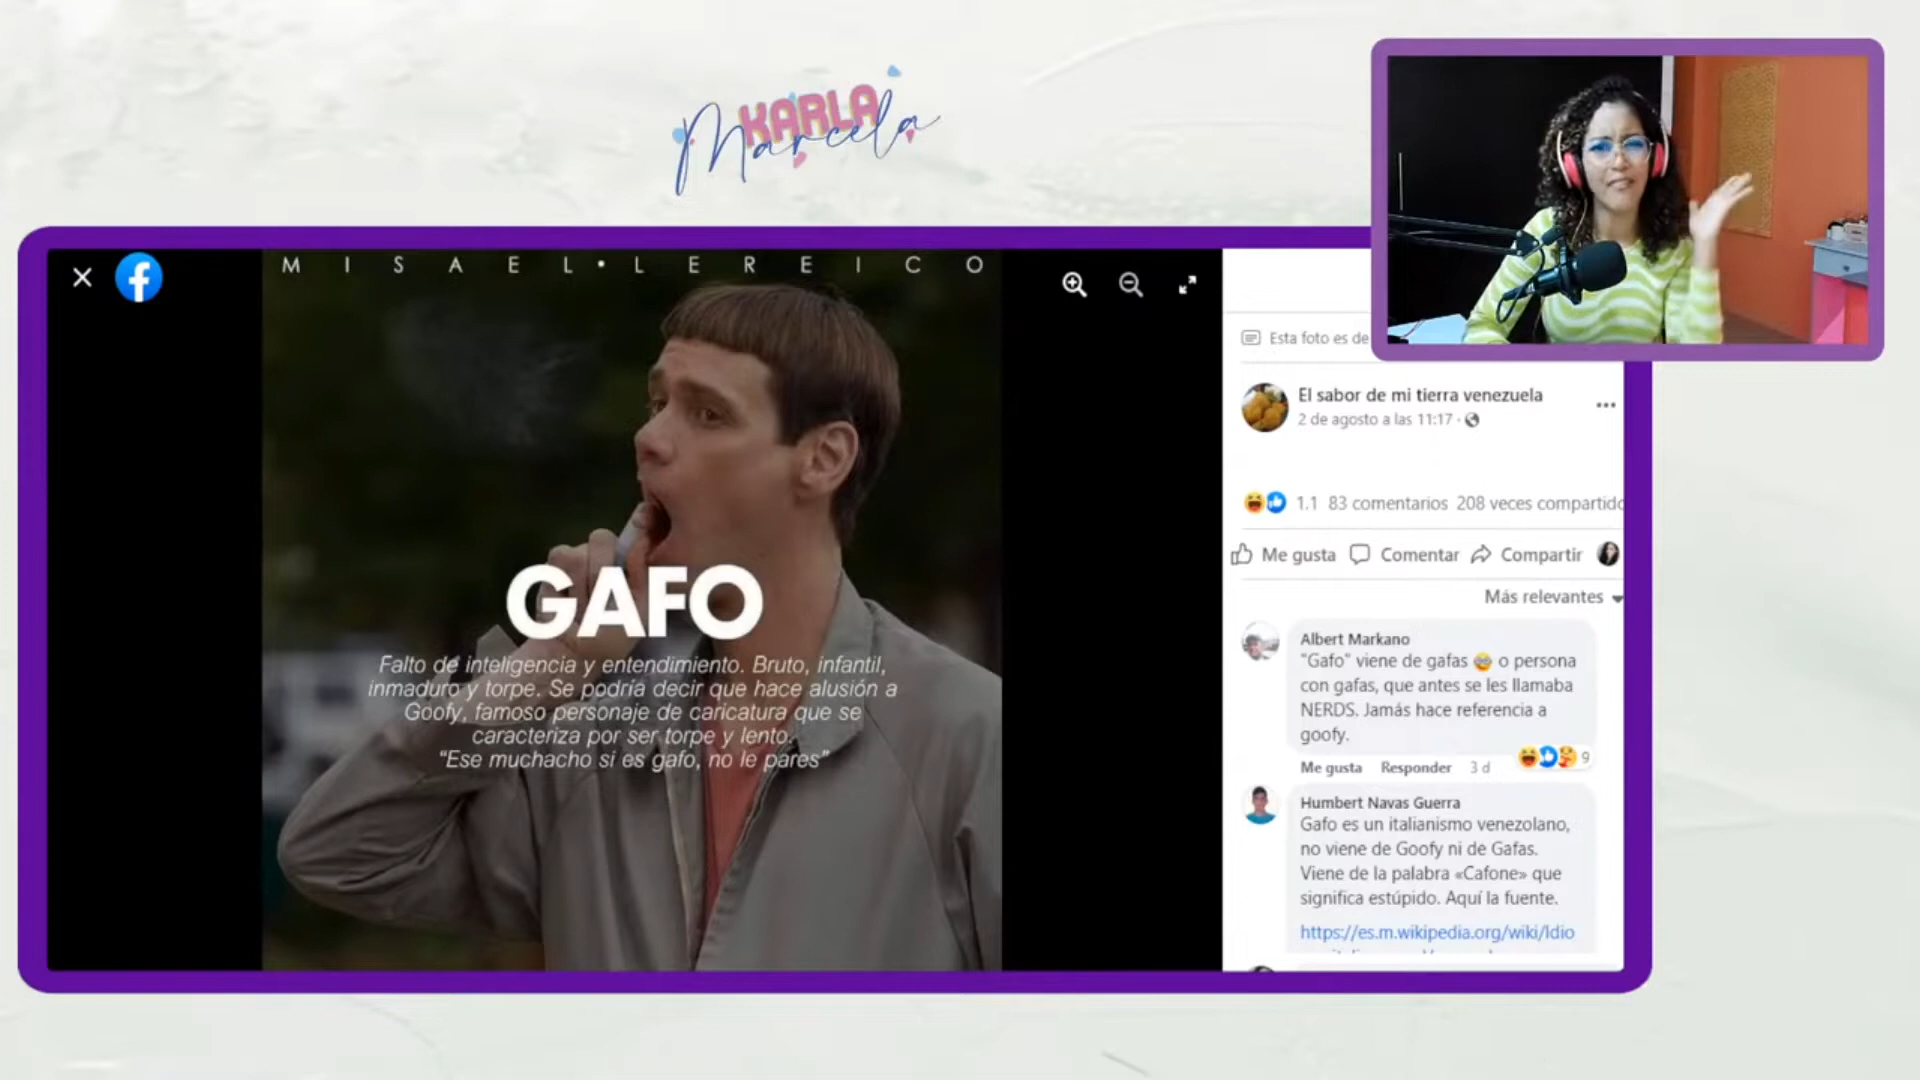 KARLA
Marcela
MISAEL•LEREICO
GAFO
Falto de inteligencia y entendimiento. Bruto, infantil,
inmaduro y torpe. Se podría decir que hace alusión a
Goofy, famoso personaje de caricatura que se
caracteriza por ser torpe y lento.
“Ese muchacho si es gafo, no le pares”
Esta foto es de
El sabor de mi tierra venezuela
2 de agosto a las 11:17 ·
1.1 83 comentarios 208 veces compartido
Me gusta Comentar Compartir
Más relevantes
Albert Markano
"Gafo" viene de gafas o persona
con gafas, que antes se les llamaba
NERDS. Jamás hace referencia a
goofy.
9
Me gusta Responder 3 d
Humbert Navas Guerra
Gafo es un italianismo venezolano,
no viene de Goofy ni de Gafas.
Viene de la palabra «Cafone» que
significa estúpido. Aquí la fuente.
https://es.m.wikipedia.org/wiki/Idio